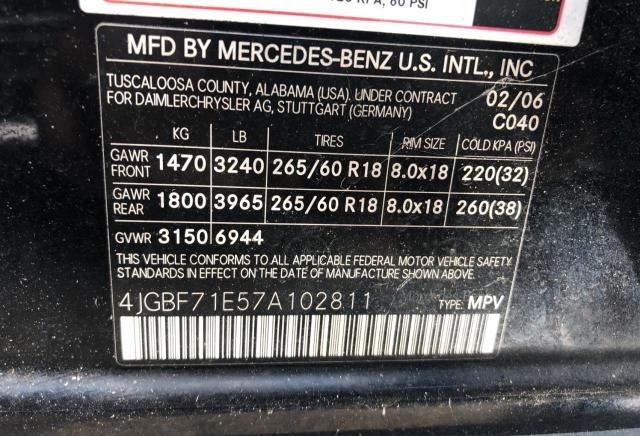 60 PSI
MFD BY MERCEDES-BENZ U.S. INTL., INC
TUSCALOOSA COUNTY, ALABAMA (USA). UNDER CONTRACT 02/06
FOR DAIMLERCHRYSLER AG, STUTTGART (GERMANY) C040
KG LB TIRES RIM SIZE COLD KPA (PSI)
GAWR FRONT 1470 3240 265/60 R18 8.0x18 220(32)
GAWR REAR 1800 3965 265/60 R18 8.0x18 260(38)
GVWR 3150 6944
THIS VEHICLE CONFORMS TO ALL APPLICABLE FEDERAL MOTOR VEHICLE SAFETY
STANDARDS IN EFFECT ON THE DATE OF MANUFACTURE SHOWN ABOVE.
4JGBF71E57A102811 TYPE: MPV